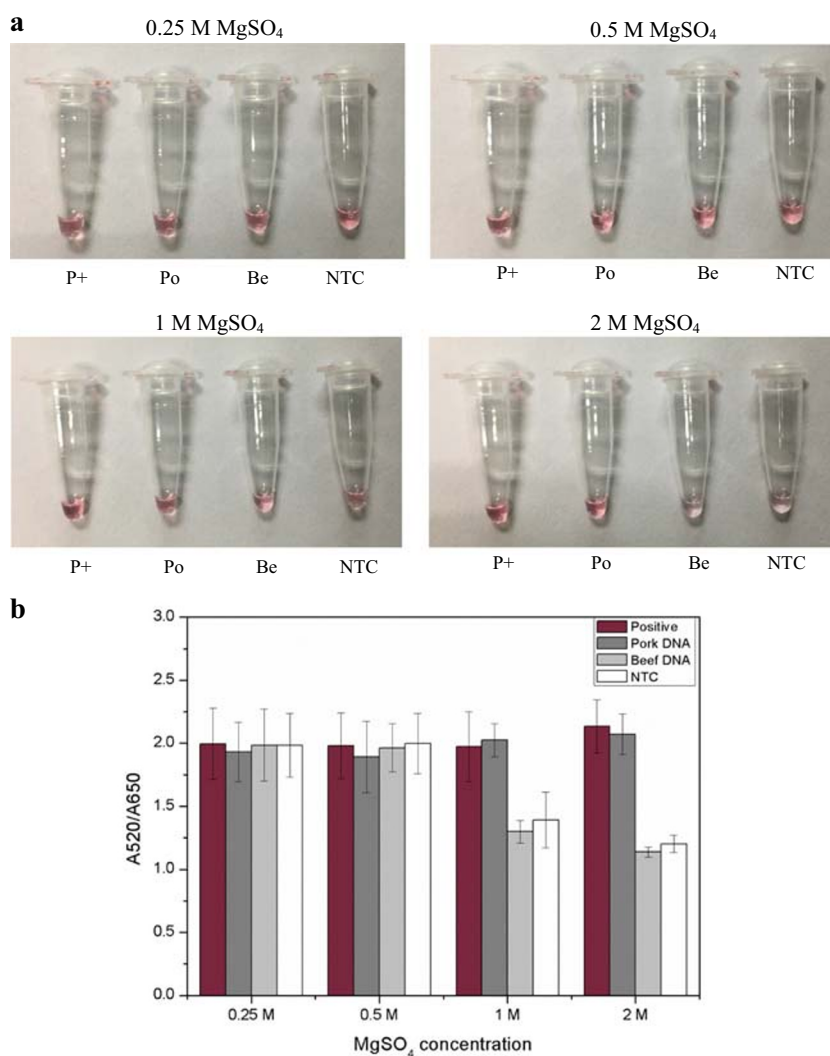 a
0.25 M MgSO₄
0.5 M MgSO₄
P+ Po Be NTC
P+ Po Be NTC
1 M MgSO₄
2 M MgSO₄
P+ Po Be NTC
P+ Po Be NTC
b
3.0
2.5
2.0
1.5
1.0
0.5
0.0
A520/A650
Positive
Pork DNA
Beef DNA
NTC
0.25 M 0.5 M 1 M 2 M
MgSO₄ concentration